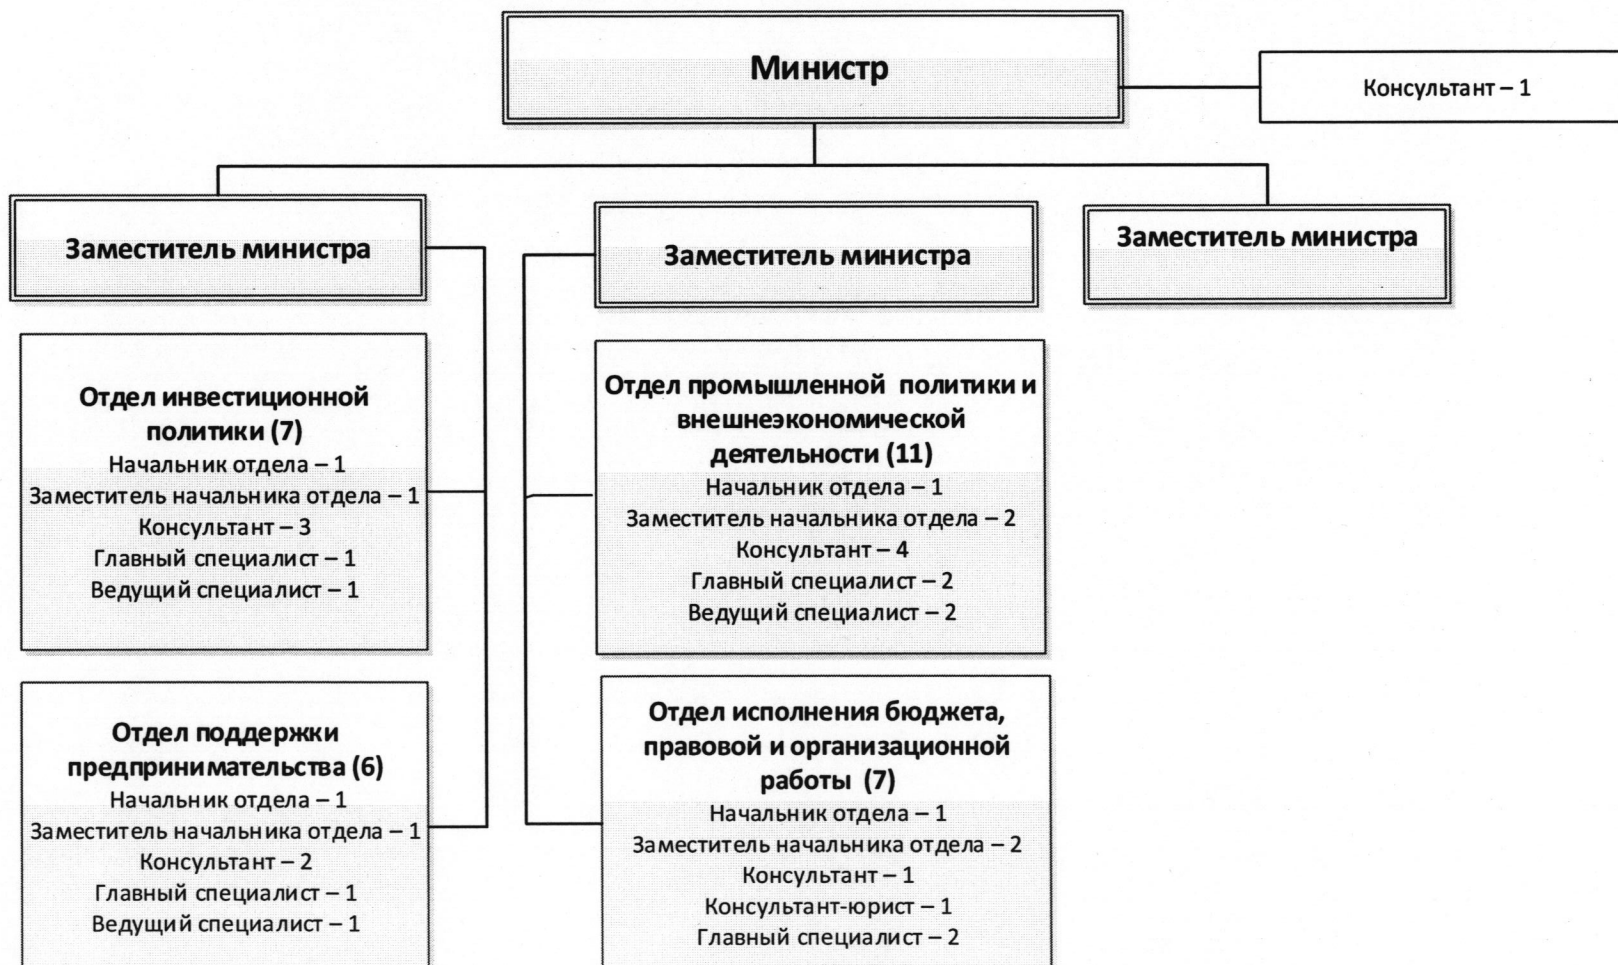 Министр
Консультант – 1
Заместитель министра
Заместитель министра
Заместитель министра
Отдел инвестиционной
политики (7)
Начальник отдела – 1
Заместитель начальника отдела – 1
Консультант – 3
Главный специалист – 1
Ведущий специалист – 1
Отдел промышленной политики и
внешнеэкономической
деятельности (11)
Начальник отдела – 1
Заместитель начальника отдела – 2
Консультант – 4
Главный специалист – 2
Ведущий специалист – 2
Отдел поддержки
предпринимательства (6)
Начальник отдела – 1
Заместитель начальника отдела – 1
Консультант – 2
Главный специалист – 1
Ведущий специалист – 1
Отдел исполнения бюджета,
правовой и организационной
работы (7)
Начальник отдела – 1
Заместитель начальника отдела – 2
Консультант – 1
Консультант-юрист – 1
Главный специалист – 2